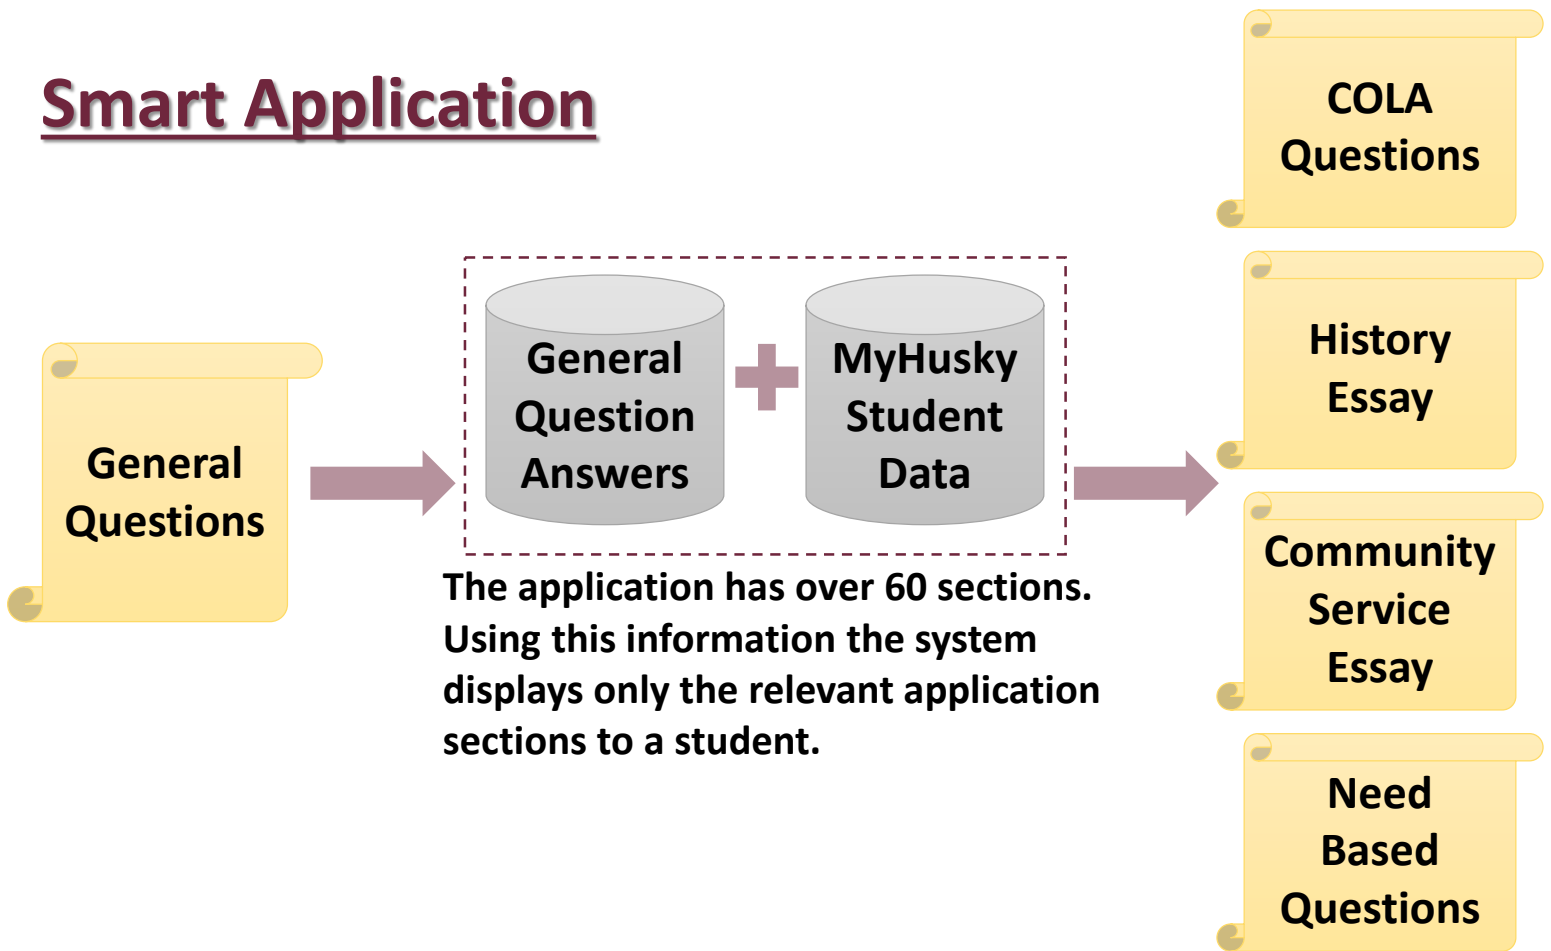 Smart Application
General
Questions
General
Question
Answers
MyHusky
Student
Data
The application has over 60 sections.
Using this information the system
displays only the relevant application
sections to a student.
COLA
Questions
History
Essay
Community
Service
Essay
Need
Based
Questions